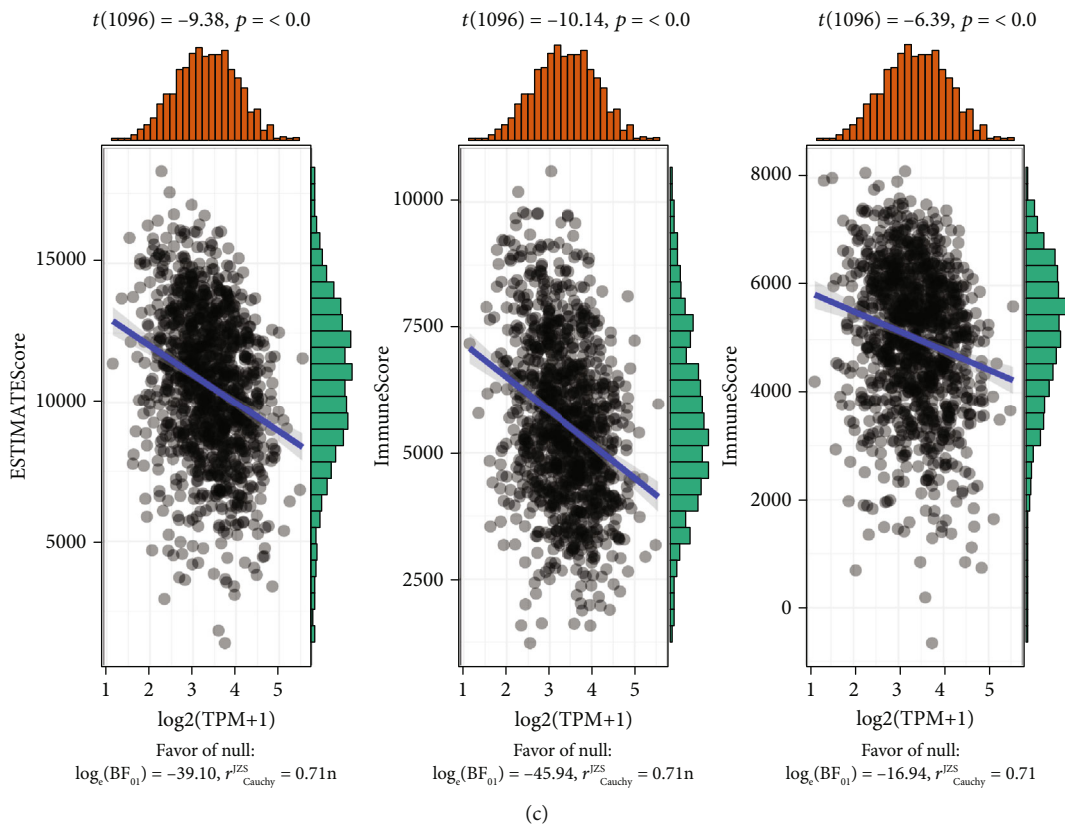 t(1096) = –9.38, p = < 0.0
ESTIMATEScore
15000
10000
5000
1 2 3 4 5
log2(TPM+1)
Favor of null:
logₑ(BF₀₁) = –39.10, r^JZS_Cauchy = 0.71n
t(1096) = –10.14, p = < 0.0
ImmuneScore
10000
7500
5000
2500
1 2 3 4 5
log2(TPM+1)
Favor of null:
logₑ(BF₀₁) = –45.94, r^JZS_Cauchy = 0.71n
t(1096) = –6.39, p = < 0.0
ImmuneScore
8000
6000
4000
2000
0
1 2 3 4 5
log2(TPM+1)
Favor of null:
logₑ(BF₀₁) = –16.94, r^JZS_Cauchy = 0.71
(c)